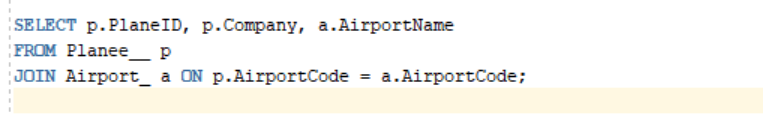 SELECT p.PlaneID, p.Company, a.AirportName
FROM Planee__ p
JOIN Airport_ a ON p.AirportCode = a.AirportCode;